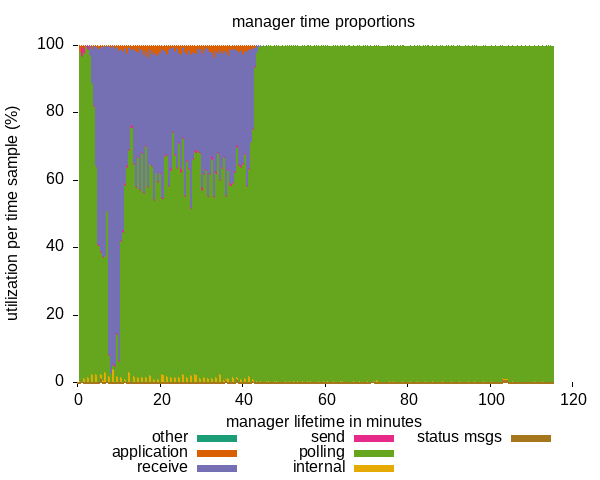 manager time proportions
utilization per time sample (%)
100
80
60
40
20
0
0 20 40 60 80 100 120
manager lifetime in minutes
other send status msgs
application polling
receive internal